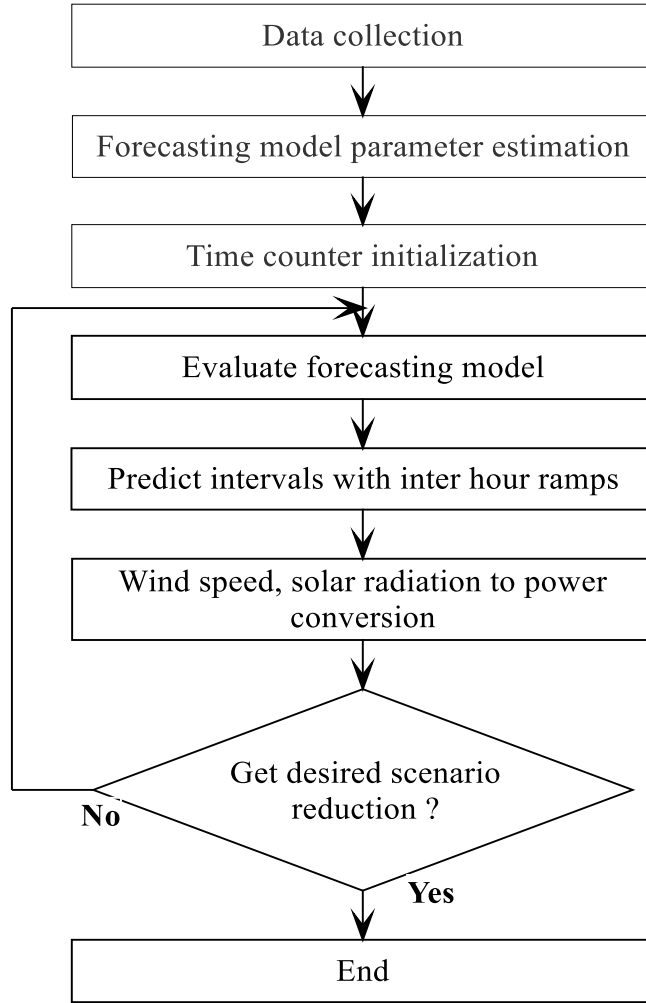 Data collection
Forecasting model parameter estimation
Time counter initialization
Evaluate forecasting model
Predict intervals with inter hour ramps
Wind speed, solar radiation to power
conversion
Get desired scenario
reduction ?
No
Yes
End